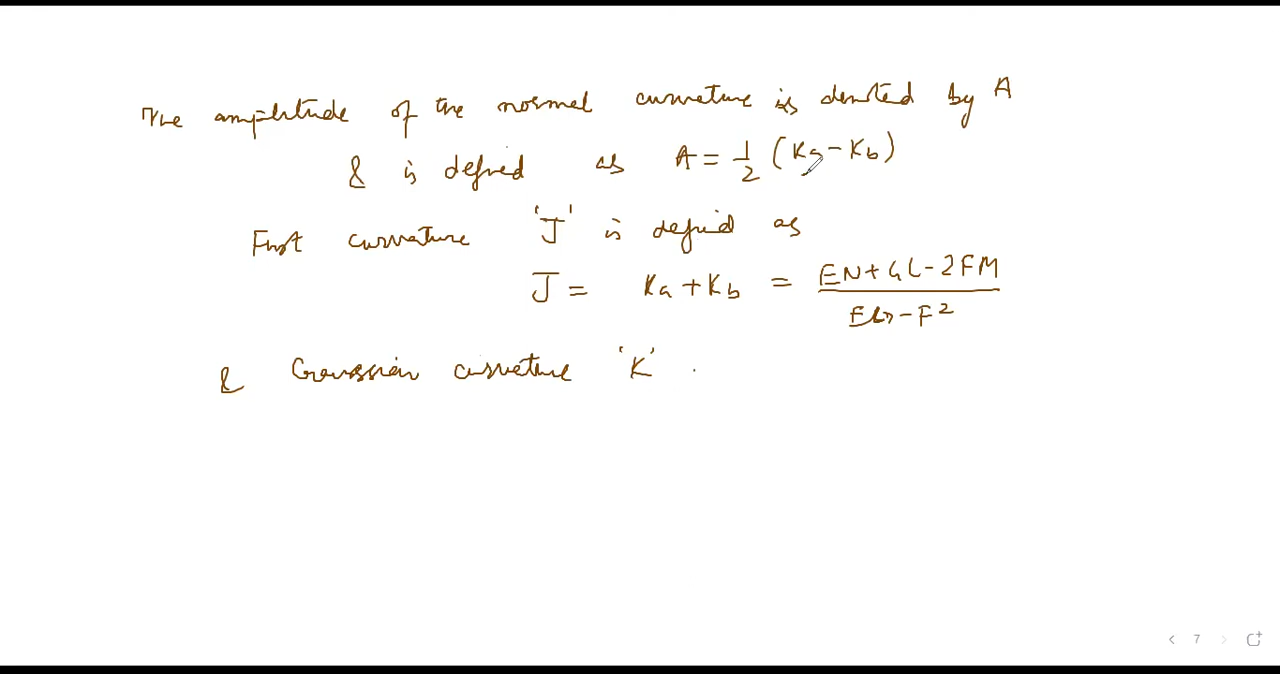 The amplitude of the normal curvature is denoted by A
& is defined as A = 1/2 (Ka - Kb)
First curvature 'J' is defined as
J = Ka + Kb = (EN + GL - 2FM) / (EG - F²)
& Gaussian curvature 'K' .
< 7 >